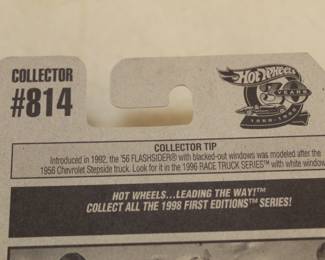 COLLECTOR
#814
Hot Wheels
30 YEARS
1968-1998
COLLECTOR TIP
Introduced in 1992, the '56 FLASHSIDER® with blacked-out windows was modeled after the
1956 Chevrolet Stepside truck. Look for it in the 1996 RACE TRUCK SERIES™ with white window
HOT WHEELS...LEADING THE WAY!™
COLLECT ALL THE 1998 FIRST EDITIONS™ SERIES!